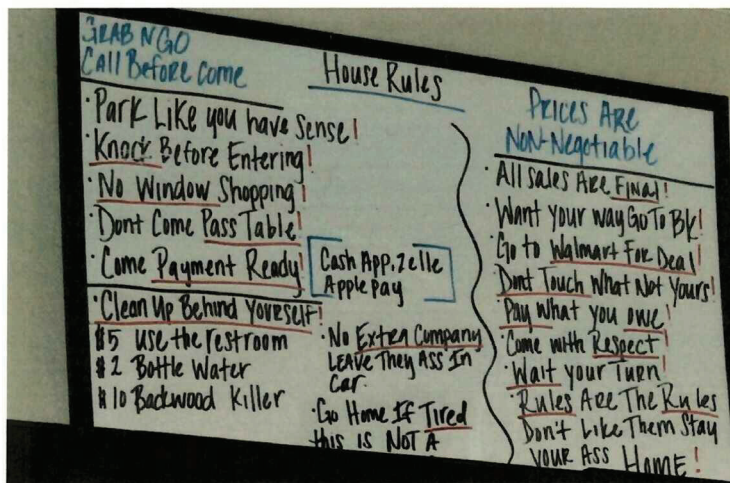 GRAB N GO
Call Before Come
House Rules
· Park Like you have Sense!
· Knock Before Entering!
· No Window Shopping!
· Dont Come Pass Table!
· Come Payment Ready!
Cash App, Zelle
Apple pay
· Clean Up Behind Yourself!
$5 Use the restroom
$2 Bottle Water
$10 Backwood Killer
· No Extra Company
LEAVE They Ass In
Car.
· Go Home If Tired
this is NOT A
Prices Are
Non-Negotiable
· All Sales Are Final!
· Want your way Go To BK!
· Go to Walmart For Deal!
· Dont Touch What Not Yours!
· Pay What you owe!
· Come with Respect!
· Wait your Turn!
· Rules Are The Rules
Don't Like Them Stay
your Ass Home!